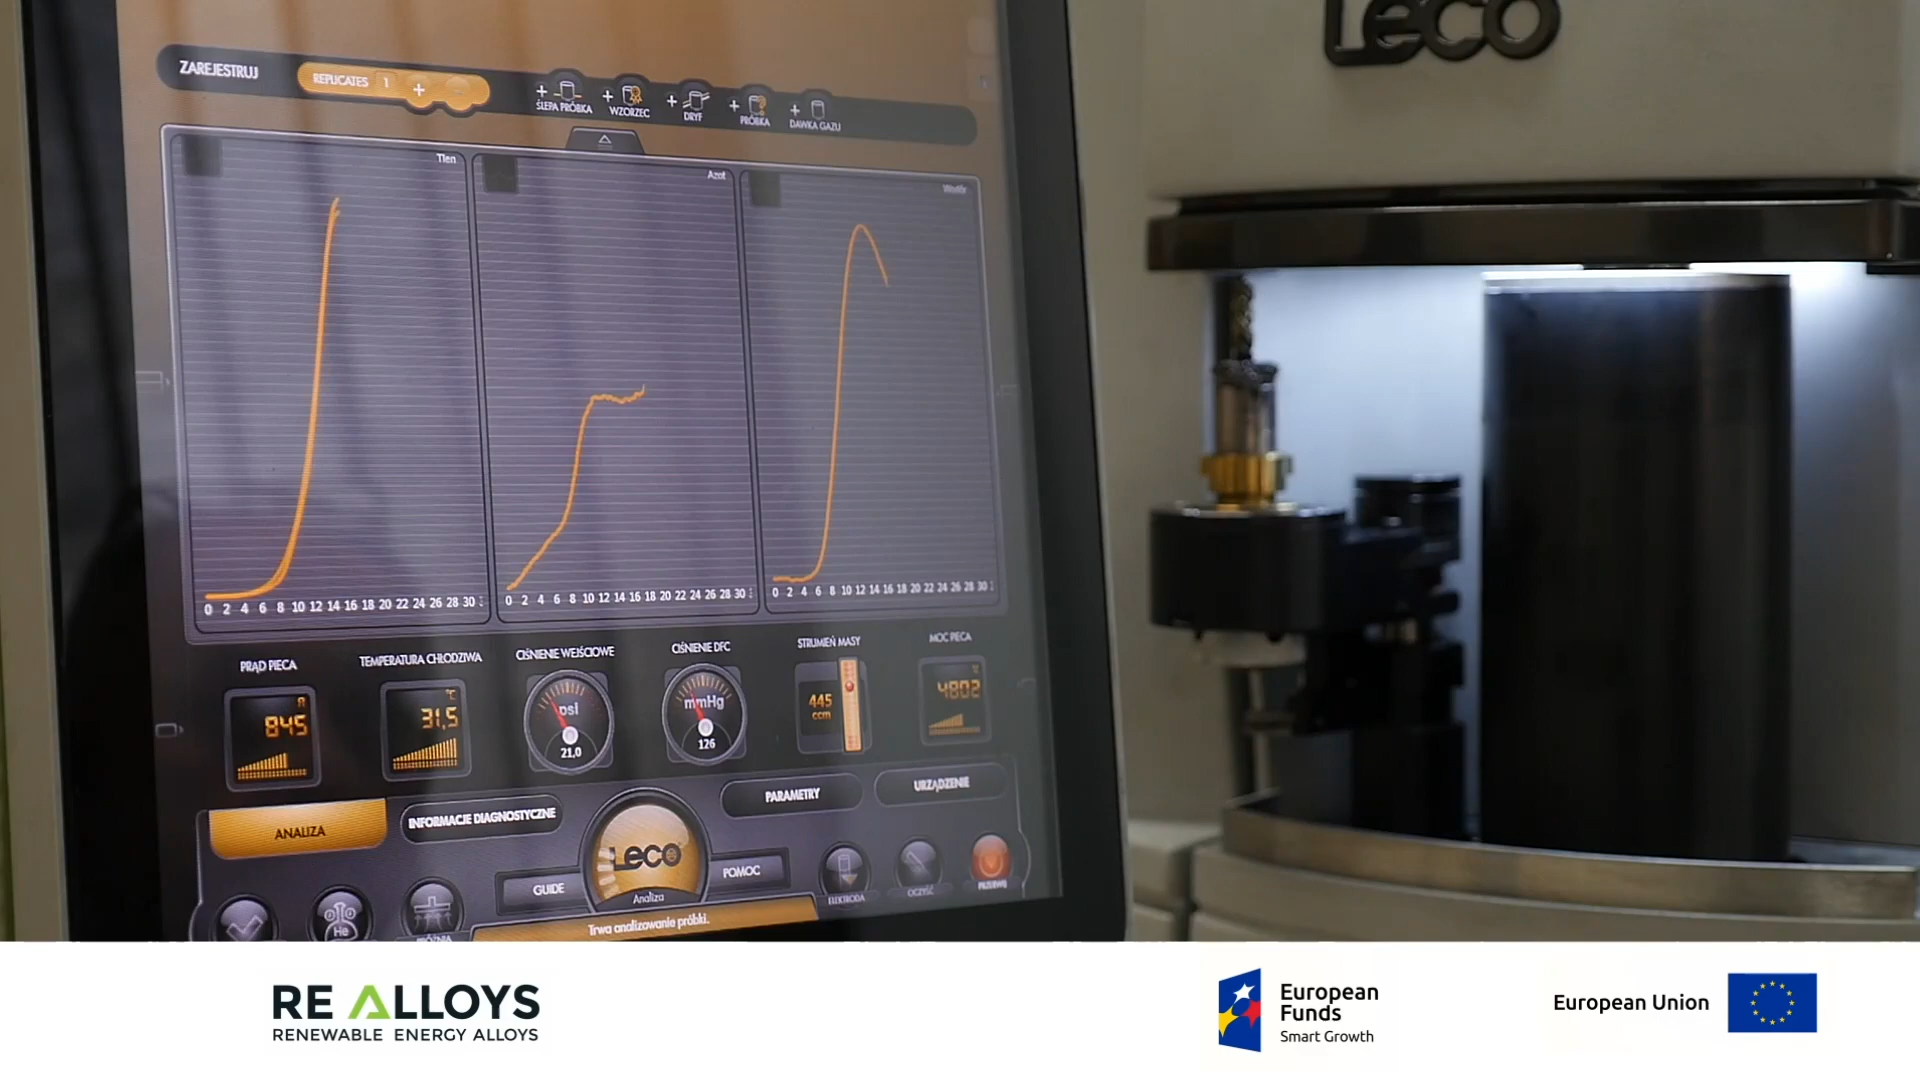 Leco
ZAREJESTRUJ
REPLICATES 1 +
+ ŚLEPA PRÓBKA
+ WZORZEC
+ DRYF
+ PRÓBKA
+ DAWKA GAZU
Tlen
Azot
Wodór
0 2 4 6 8 10 12 14 16 18 20 22 24 26 28 30
0 2 4 6 8 10 12 14 16 18 20 22 24 26 28 30
0 2 4 6 8 10 12 14 16 18 20 22 24 26 28 30
PRĄD PIECA
TEMPERATURA CHŁODZIWA
CIŚNIENIE WEJŚCIOWE
CIŚNIENIE DFC
STRUMIEŃ MASY
MOC PIECA
A
845
°C
31,5
psi
21,0
mmHg
126
445
ccm
4802
ANALIZA
INFORMACJE DIAGNOSTYCZNE
PARAMETRY
URZĄDZENIE
Leco
Analiza
GUIDE
POMOC
He
PRÓŻNIA
ELEKTRODA
OCZYŚĆ
PRZERWIJ
Trwa analizowanie próbki.
RE ALLOYS
RENEWABLE ENERGY ALLOYS
European
Funds
Smart Growth
European Union